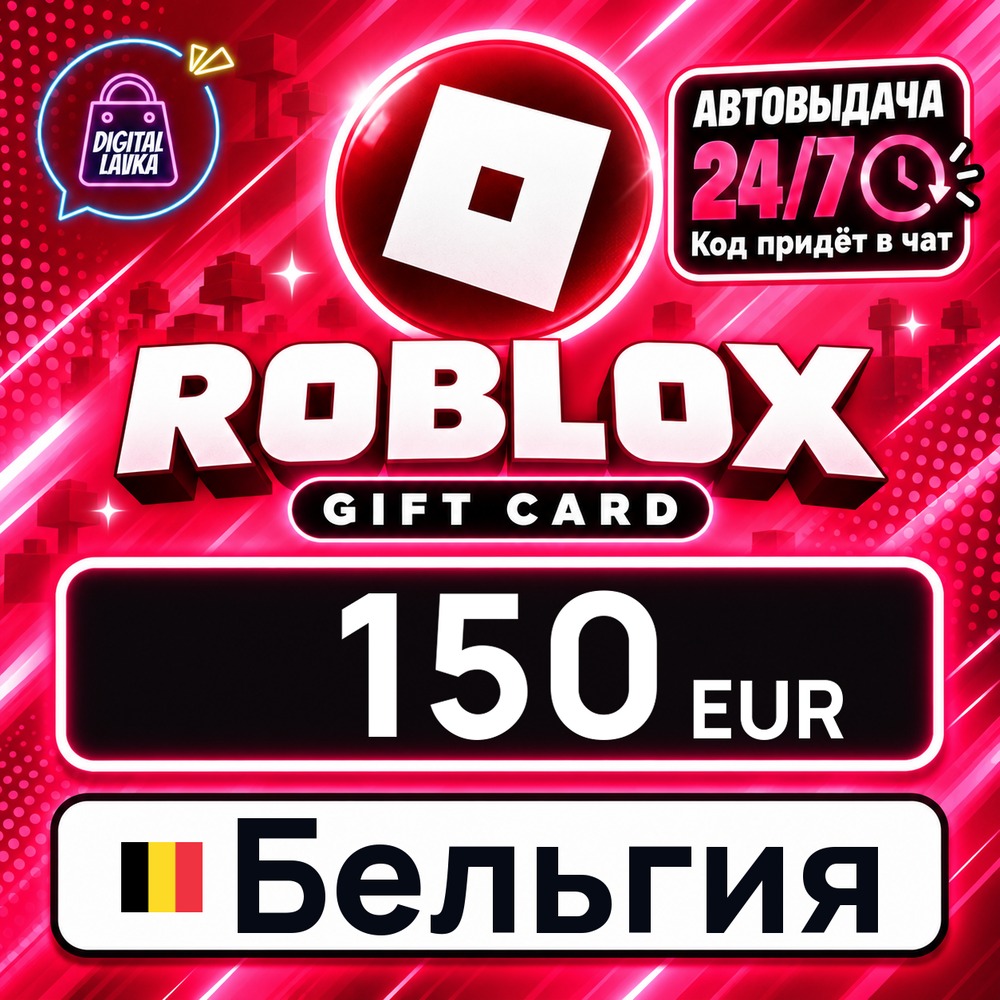 DIGITAL
LAVKA
АВТОВЫДАЧА
24/7
Код придёт в чат
ROBLOX
GIFT CARD
150 EUR
Бельгия